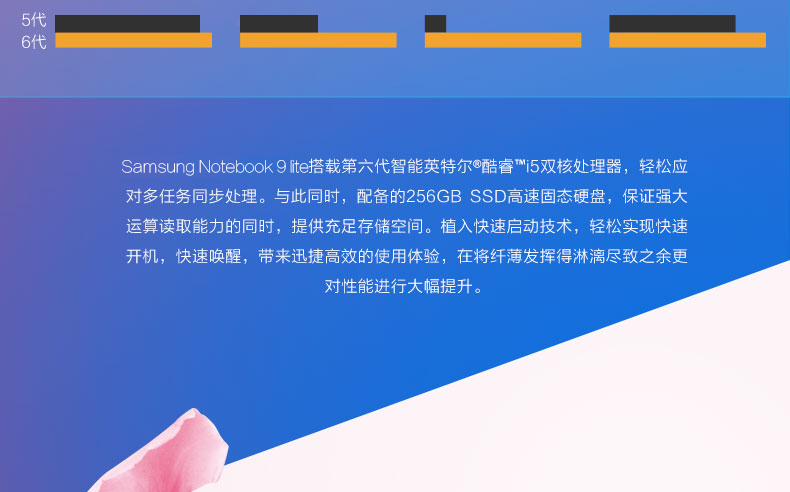 5代
6代
Samsung Notebook 9 lite搭载第六代智能英特尔®酷睿™i5双核处理器，轻松应
对多任务同步处理。与此同时，配备的256GB SSD高速固态硬盘，保证强大
运算读取能力的同时，提供充足存储空间。植入快速启动技术，轻松实现快速
开机，快速唤醒，带来迅捷高效的使用体验，在将纤薄发挥得淋漓尽致之余更
对性能进行大幅提升。